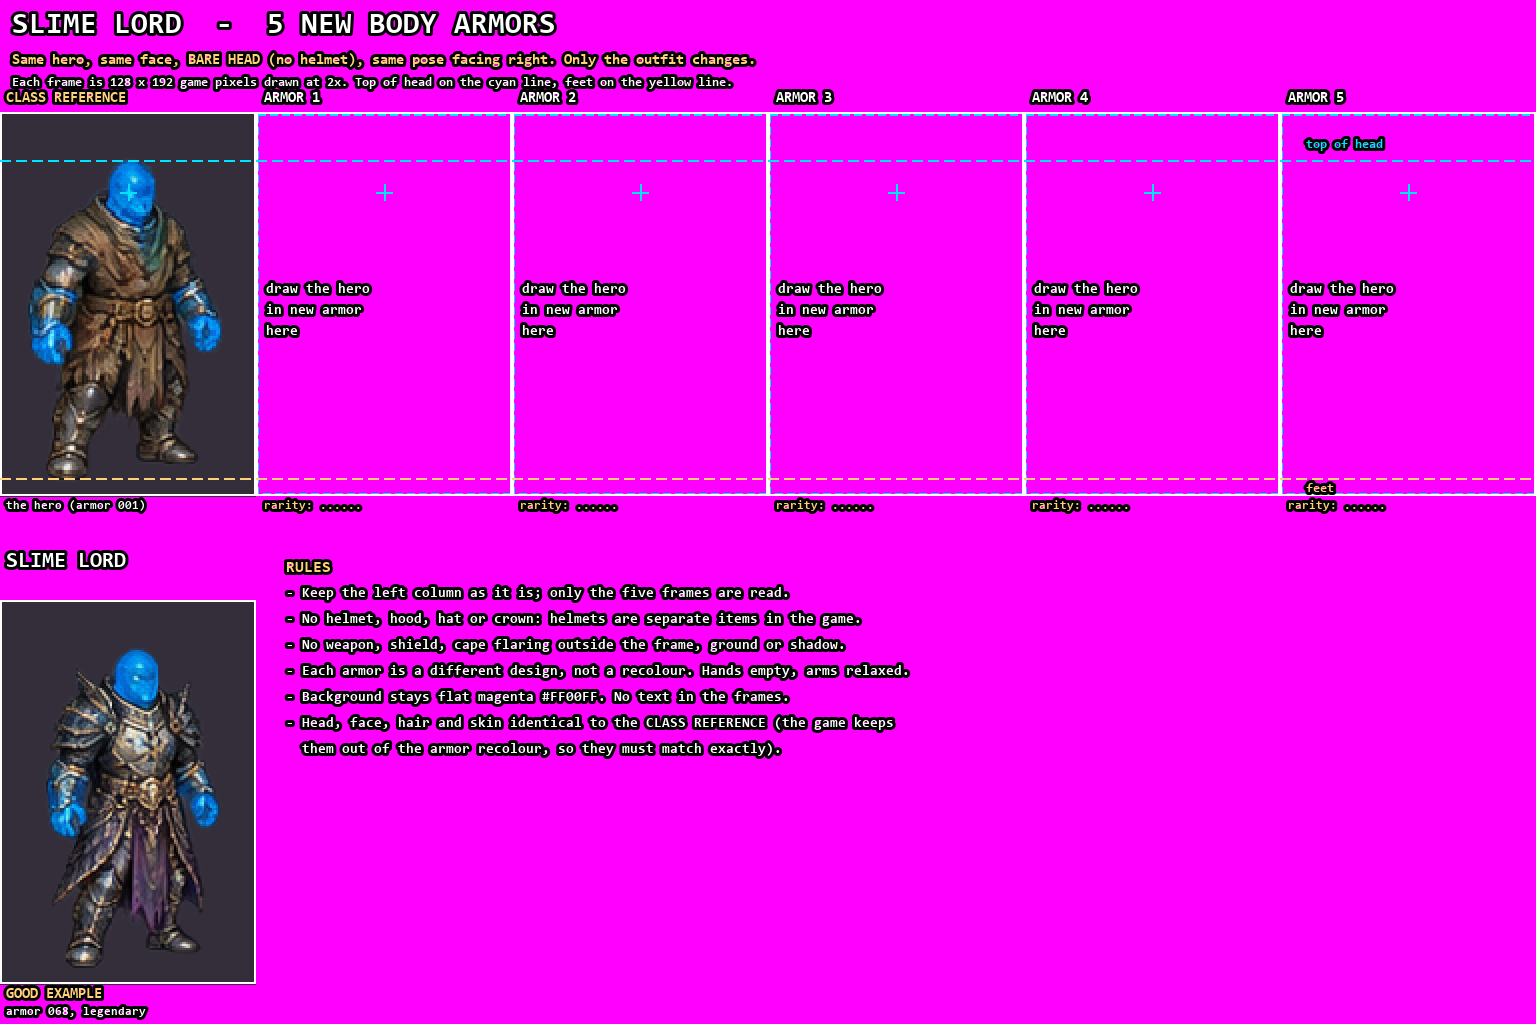 SLIME LORD - 5 NEW BODY ARMORS
Same hero, same face, BARE HEAD (no helmet), same pose facing right. Only the outfit changes.
Each frame is 128 x 192 game pixels drawn at 2x. Top of head on the cyan line, feet on the yellow line.
CLASS REFERENCE
ARMOR 1
ARMOR 2
ARMOR 3
ARMOR 4
ARMOR 5
top of head
draw the hero
in new armor
here
draw the hero
in new armor
here
draw the hero
in new armor
here
draw the hero
in new armor
here
draw the hero
in new armor
here
feet
the hero (armor 001)
rarity: ......
rarity: ......
rarity: ......
rarity: ......
rarity: ......
SLIME LORD
RULES
- Keep the left column as it is; only the five frames are read.
- No helmet, hood, hat or crown: helmets are separate items in the game.
- No weapon, shield, cape flaring outside the frame, ground or shadow.
- Each armor is a different design, not a recolour. Hands empty, arms relaxed.
- Background stays flat magenta #FF00FF. No text in the frames.
- Head, face, hair and skin identical to the CLASS REFERENCE (the game keeps
them out of the armor recolour, so they must match exactly).
GOOD EXAMPLE
armor 068, legendary